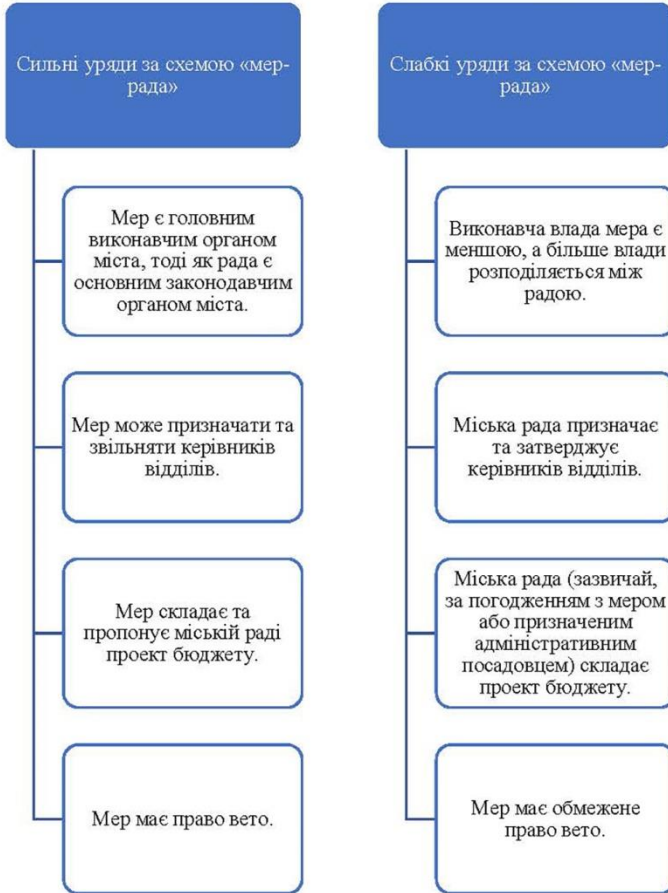 Сильні уряди за схемою «мер-
рада»
Мер є головним
виконавчим органом
міста, тоді як рада є
основним законодавчим
органом міста.
Мер може призначати та
звільняти керівників
відділів.
Мер складає та
пропонує міській раді
проект бюджету.
Мер має право вето.
Слабкі уряди за схемою «мер-
рада»
Виконавча влада мера є
меншою, а більше влади
розподіляється між
радою.
Міська рада призначає
та затверджує
керівників відділів.
Міська рада (зазвичай,
за погодженням з мером
або призначеним
адміністративним
посадовцем) складає
проект бюджету.
Мер має обмежене
право вето.